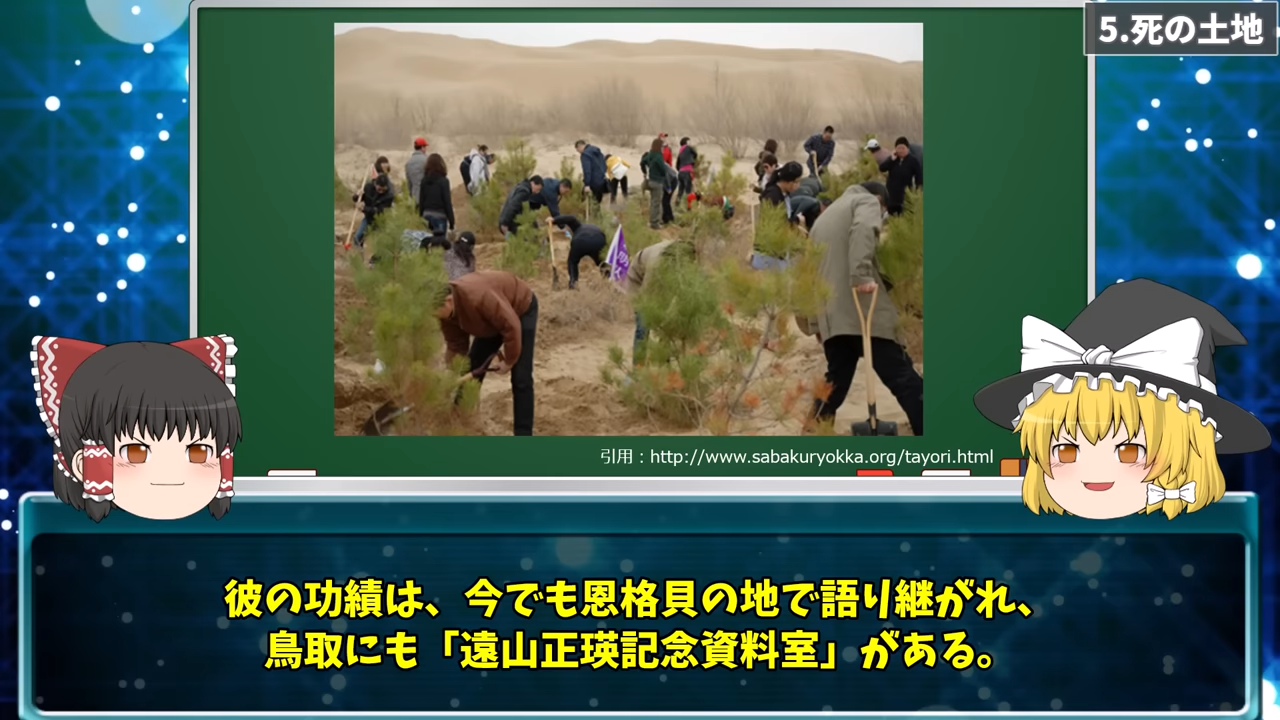 5.死の土地
引用：http://www.sabakuryokka.org/tayori.html
彼の功績は、今でも恩格貝の地で語り継がれ、
鳥取にも「遠山正瑛記念資料室」がある。